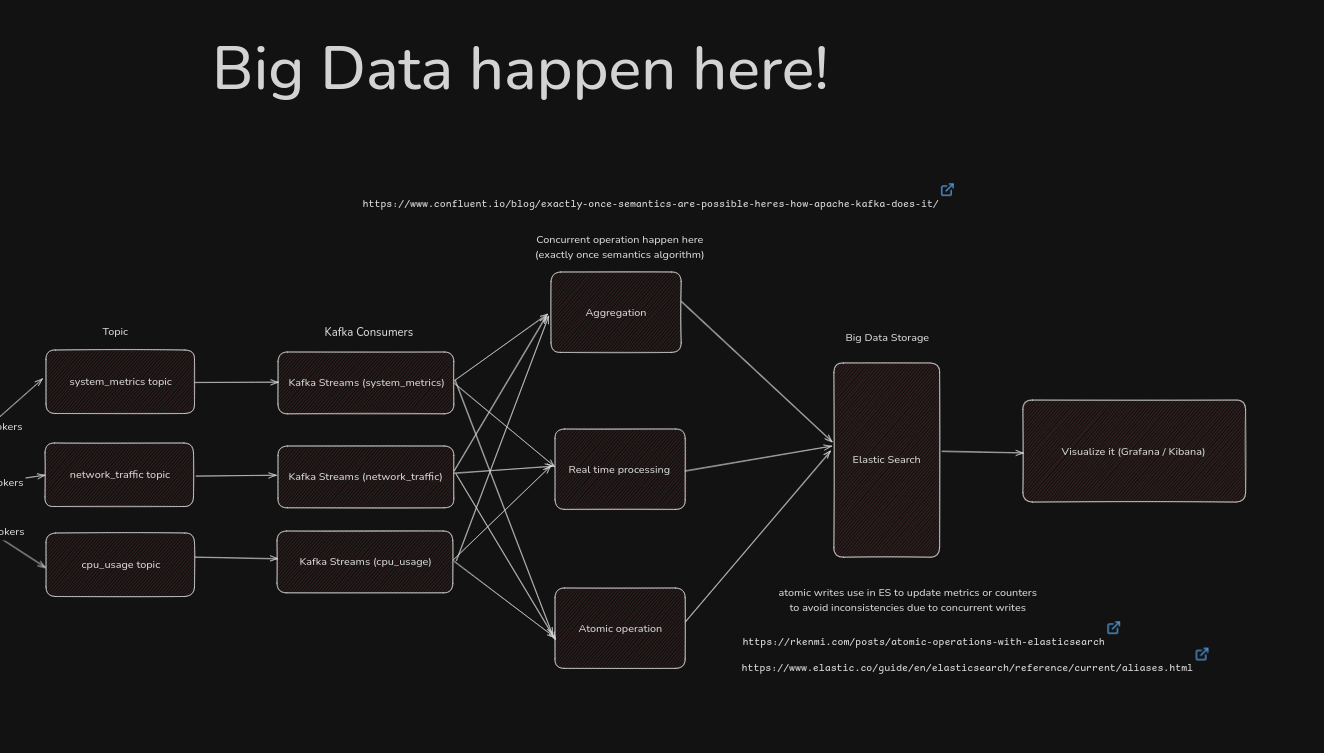 Big Data happen here!
https://www.confluent.io/blog/exactly-once-semantics-are-possible-heres-how-apache-kafka-does-it/
Concurrent operation happen here
(exactly once semantics algorithm)
Aggregation
Topic
Kafka Consumers
Big Data Storage
system_metrics topic
Kafka Streams (system_metrics)
okers
network_traffic topic
Kafka Streams (network_traffic)
Real time processing
Elastic Search
Visualize it (Grafana / Kibana)
okers
okers
cpu_usage topic
Kafka Streams (cpu_usage)
Atomic operation
atomic writes use in ES to update metrics or counters
to avoid inconsistencies due to concurrent writes
https://rkenmi.com/posts/atomic-operations-with-elasticsearch
https://www.elastic.co/guide/en/elasticsearch/reference/current/aliases.html